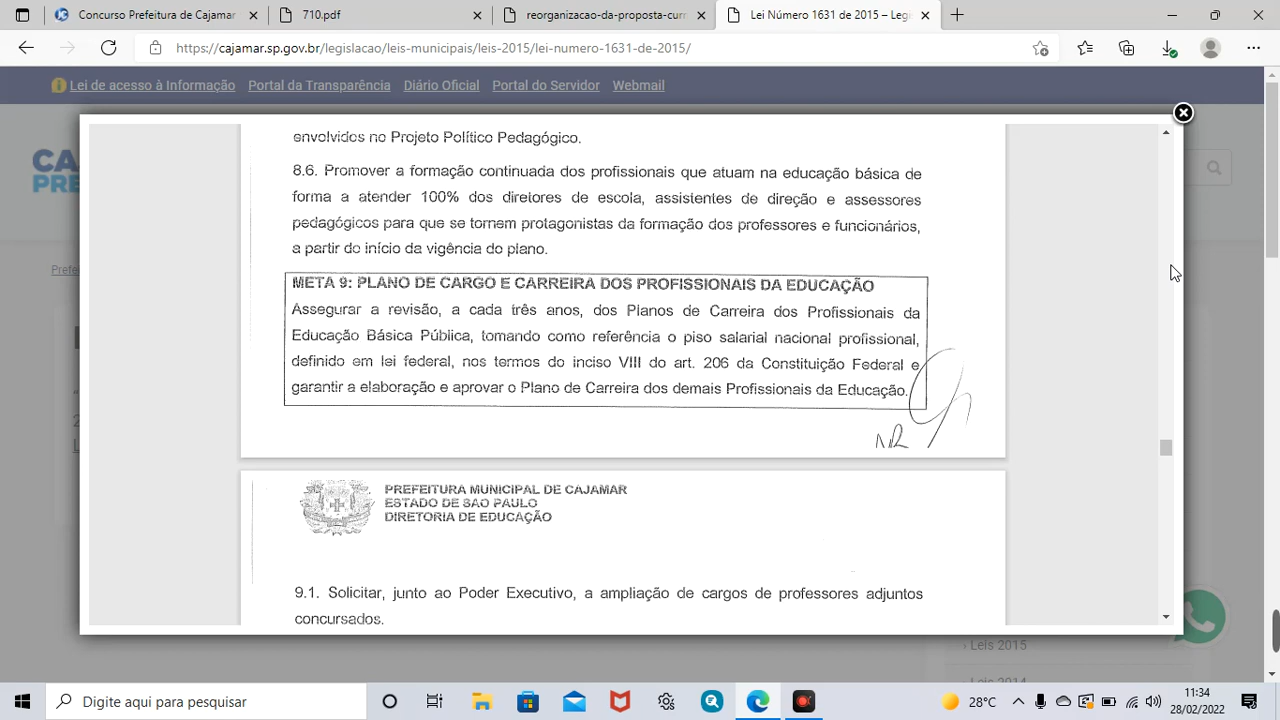 Concurso Prefeitura de Cajamar
710.pdf
reorganizacao-da-proposta-curr
Lei Número 1631 de 2015 – Leg
https://cajamar.sp.gov.br/legislacao/leis-municipais/leis-2015/lei-numero-1631-de-2015/
Lei de acesso à Informação Portal da Transparência Diário Oficial Portal do Servidor Webmail
envolvidos no Projeto Político Pedagógico.
8.6. Promover a formação continuada dos profissionais que atuam na educação básica de
forma a atender 100% dos diretores de escola, assistentes de direção e assessores
pedagógicos para que se tornem protagonistas da formação dos professores e funcionários,
a partir do início da vigência do plano.
META 9: PLANO DE CARGO E CARREIRA DOS PROFISSIONAIS DA EDUCAÇÃO
Assegurar a revisão, a cada três anos, dos Planos de Carreira dos Profissionais da
Educação Básica Pública, tomando como referência o piso salarial nacional profissional,
definido em lei federal, nos termos do inciso VIII do art. 206 da Constituição Federal e
garantir a elaboração e aprovar o Plano de Carreira dos demais Profissionais da Educação.
PREFEITURA MUNICIPAL DE CAJAMAR
ESTADO DE SAO PAULO
DIRETORIA DE EDUCAÇÃO
9.1. Solicitar, junto ao Poder Executivo, a ampliação de cargos de professores adjuntos
concursados.
Prefe
› Leis 2015
› Leis 2014
Digite aqui para pesquisar
28°C
11:34
28/02/2022